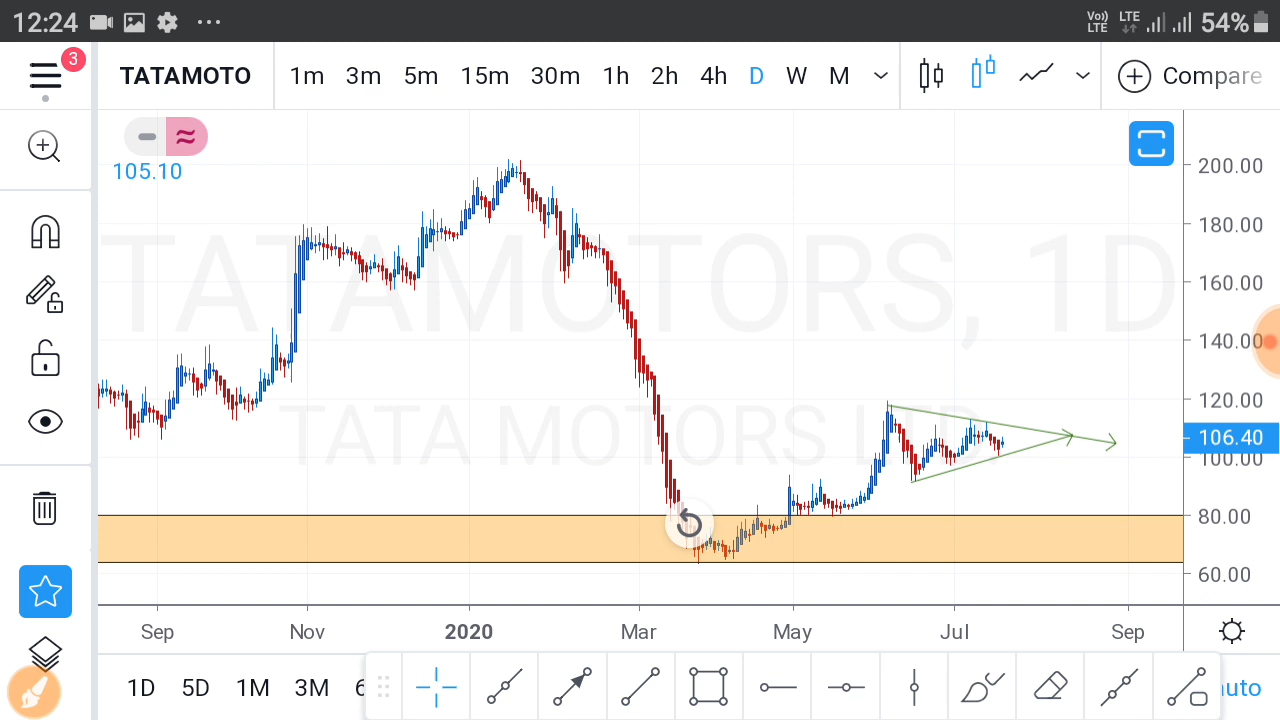 12:24 Vo)) LTE LTE 54%
3
TATAMOTO 1m 3m 5m 15m 30m 1h 2h 4h D W M Compare
105.10
TATAMOTORS, 1D
TATA MOTORS LTD
200.00
180.00
160.00
140.00
120.00
106.40
100.00
80.00
60.00
Sep Nov 2020 Mar May Jul Sep
1D 5D 1M 3M 6 auto